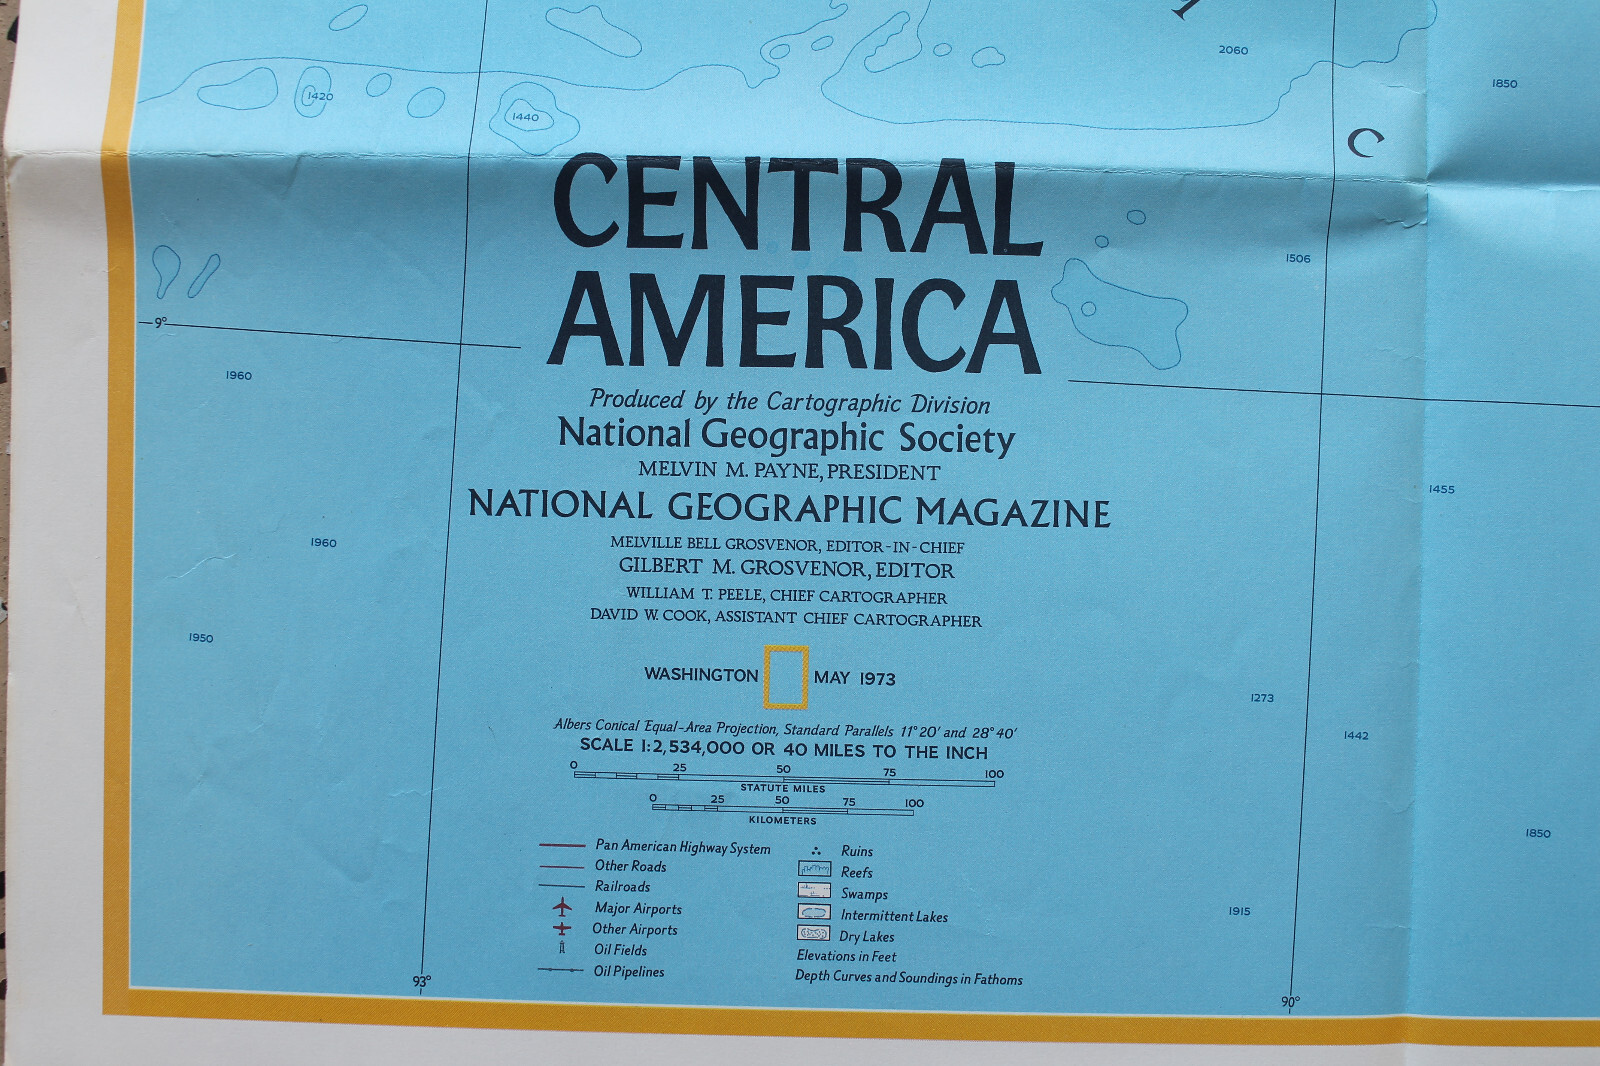 2060
1850
1420
1440
C
CENTRAL
AMERICA
1506
9°
1960
Produced by the Cartographic Division
National Geographic Society
MELVIN M. PAYNE, PRESIDENT
NATIONAL GEOGRAPHIC MAGAZINE
1455
MELVILLE BELL GROSVENOR, EDITOR-IN-CHIEF
1960
GILBERT M. GROSVENOR, EDITOR
WILLIAM T. PEELE, CHIEF CARTOGRAPHER
DAVID W. COOK, ASSISTANT CHIEF CARTOGRAPHER
1950
WASHINGTON MAY 1973
1273
Albers Conical Equal-Area Projection, Standard Parallels 11°20' and 28°40'
1442
SCALE 1:2,534,000 OR 40 MILES TO THE INCH
0 25 50 75 100
STATUTE MILES
0 25 50 75 100
KILOMETERS
1850
Pan American Highway System
Other Roads
Railroads
Major Airports
Other Airports
Oil Fields
Oil Pipelines
Ruins
Reefs
Swamps
Intermittent Lakes
Dry Lakes
Elevations in Feet
Depth Curves and Soundings in Fathoms
1915
93°
90°